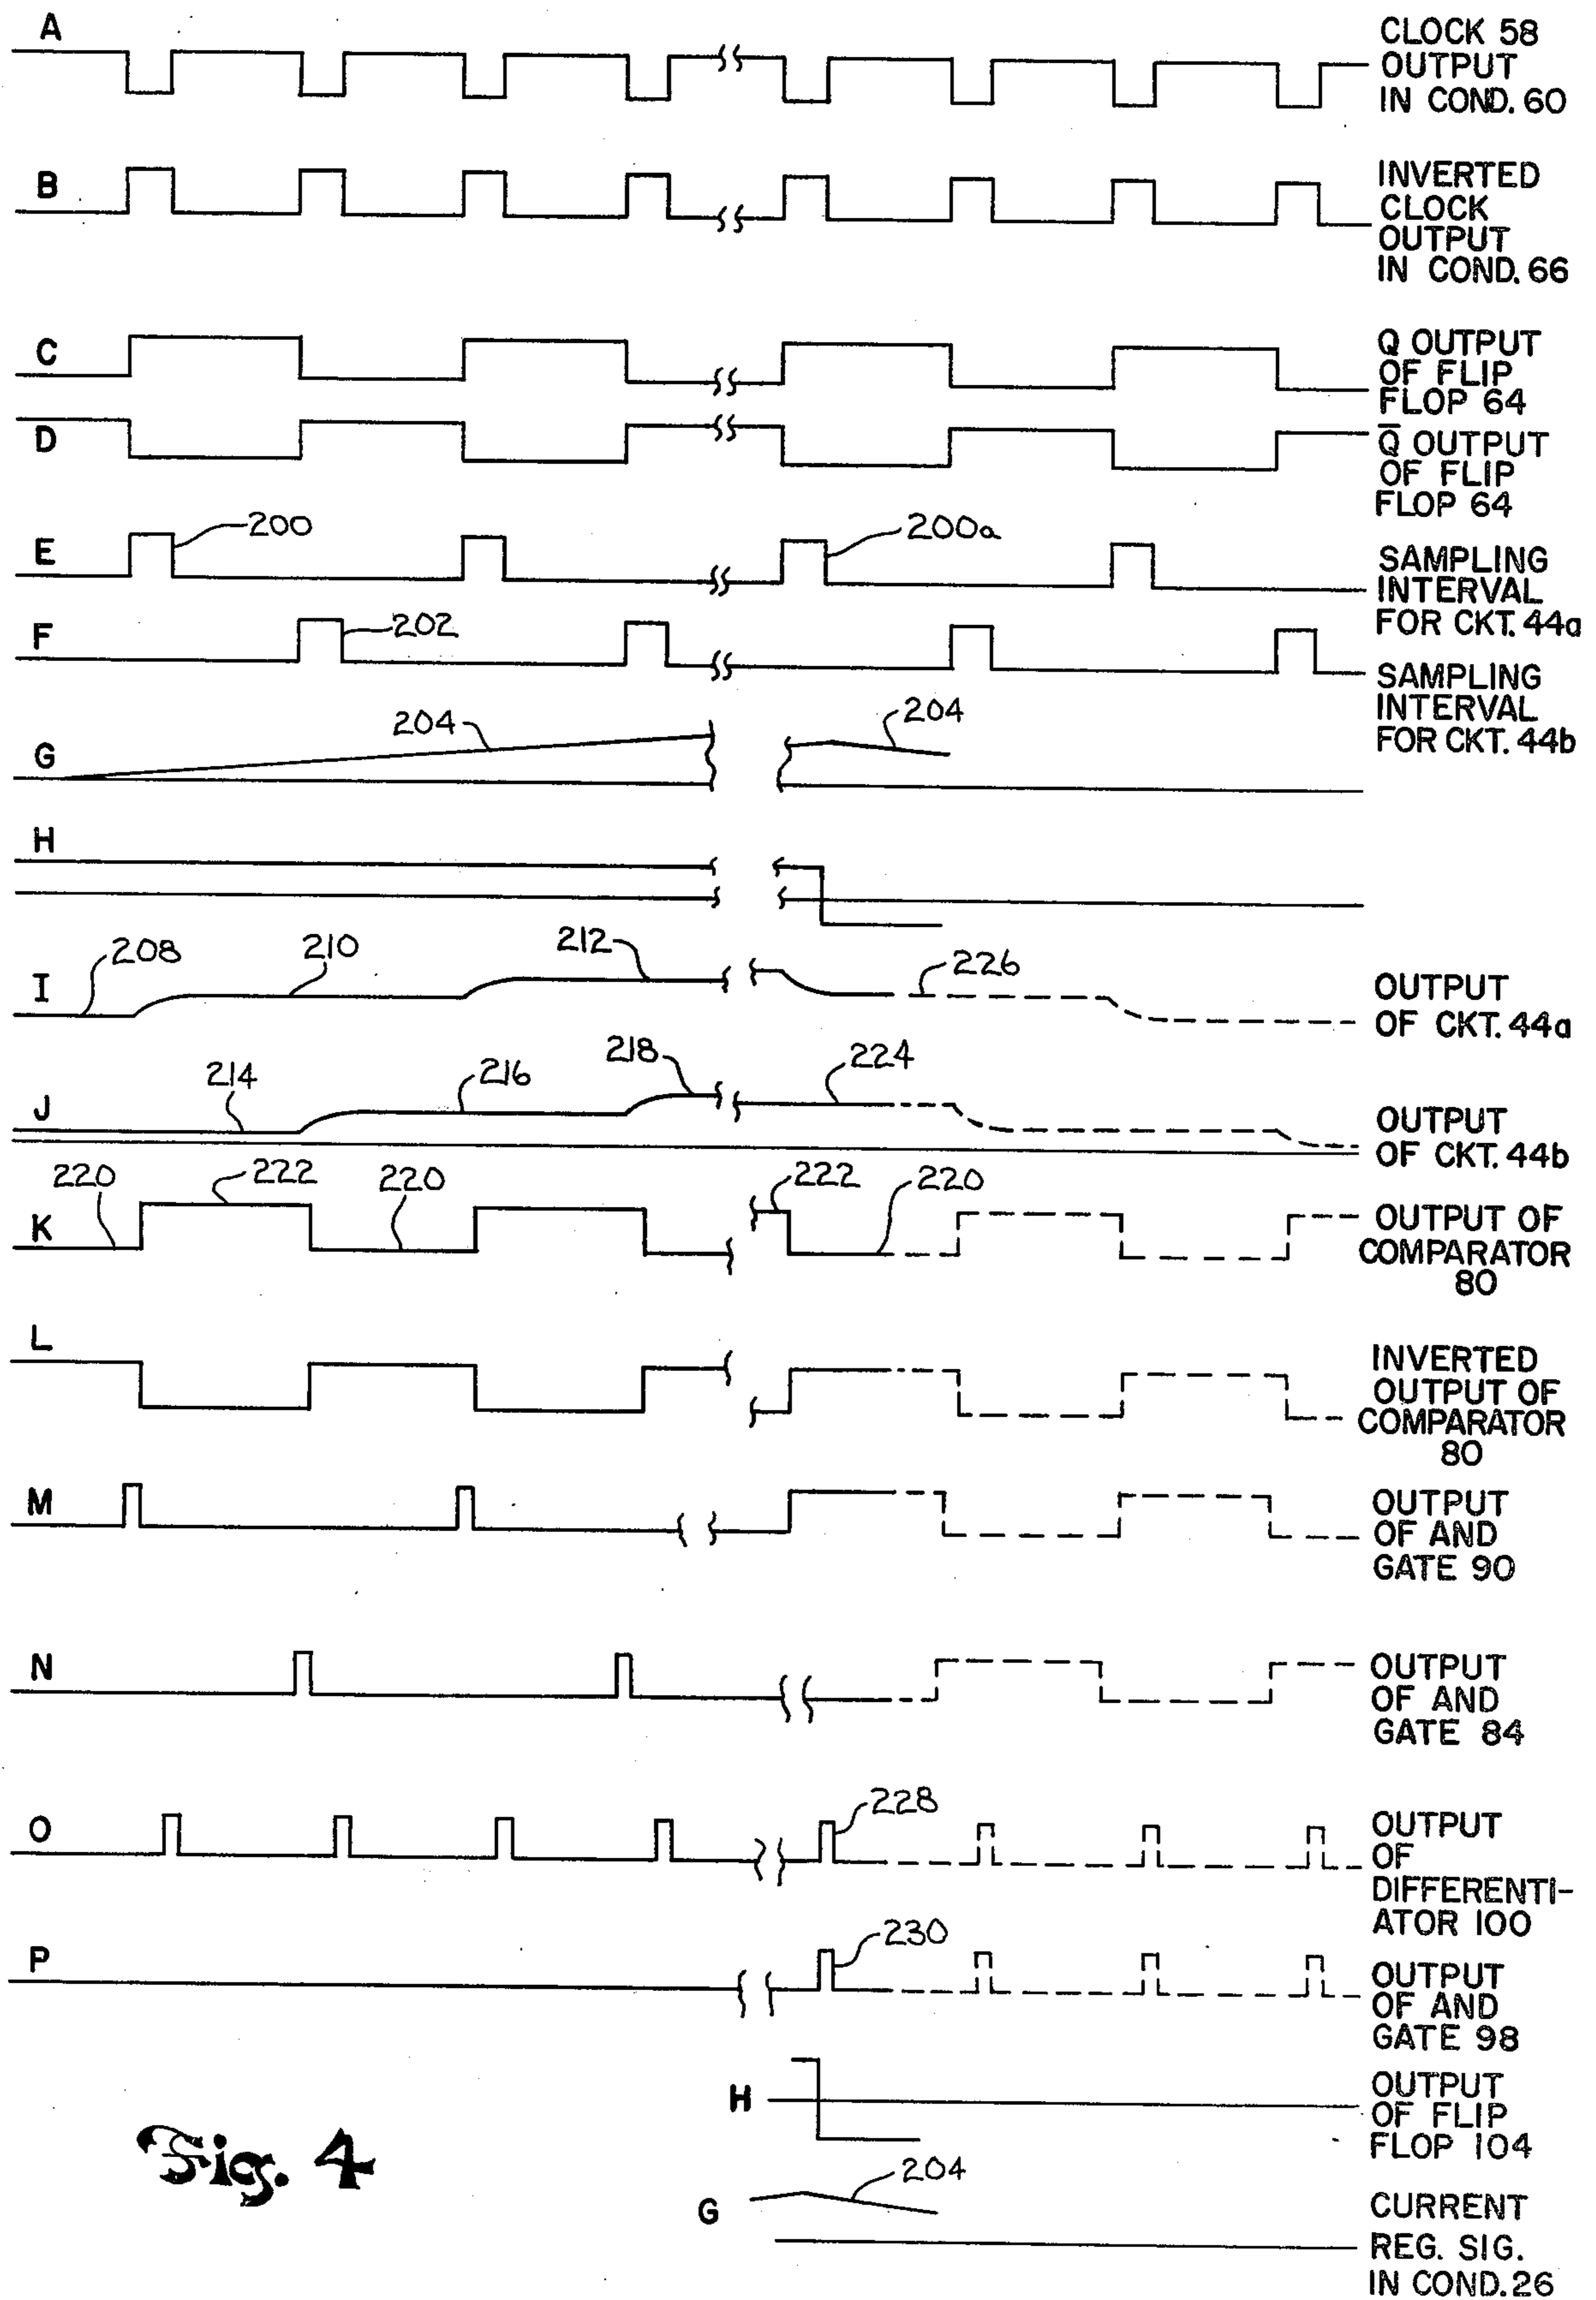 A
CLOCK 58
OUTPUT
IN COND. 60
B
INVERTED
CLOCK
OUTPUT
IN COND. 66
C
Q OUTPUT
OF FLIP
FLOP 64
D
Q̅ OUTPUT
OF FLIP
FLOP 64
E
200
200a
SAMPLING
INTERVAL
FOR CKT. 44a
F
202
SAMPLING
INTERVAL
FOR CKT. 44b
G
204
204
H
I
208
210
212
226
OUTPUT
OF CKT. 44a
J
214
216
218
224
OUTPUT
OF CKT. 44b
K
220
222
220
222
220
OUTPUT OF
COMPARATOR
80
L
INVERTED
OUTPUT OF
COMPARATOR
80
M
OUTPUT
OF AND
GATE 90
N
OUTPUT
OF AND
GATE 84
O
228
OUTPUT
OF
DIFFERENTI-
ATOR 100
P
230
OUTPUT
OF AND
GATE 98
H
OUTPUT
OF FLIP
FLOP 104
G
204
CURRENT
REG. SIG.
IN COND. 26
Fig. 4